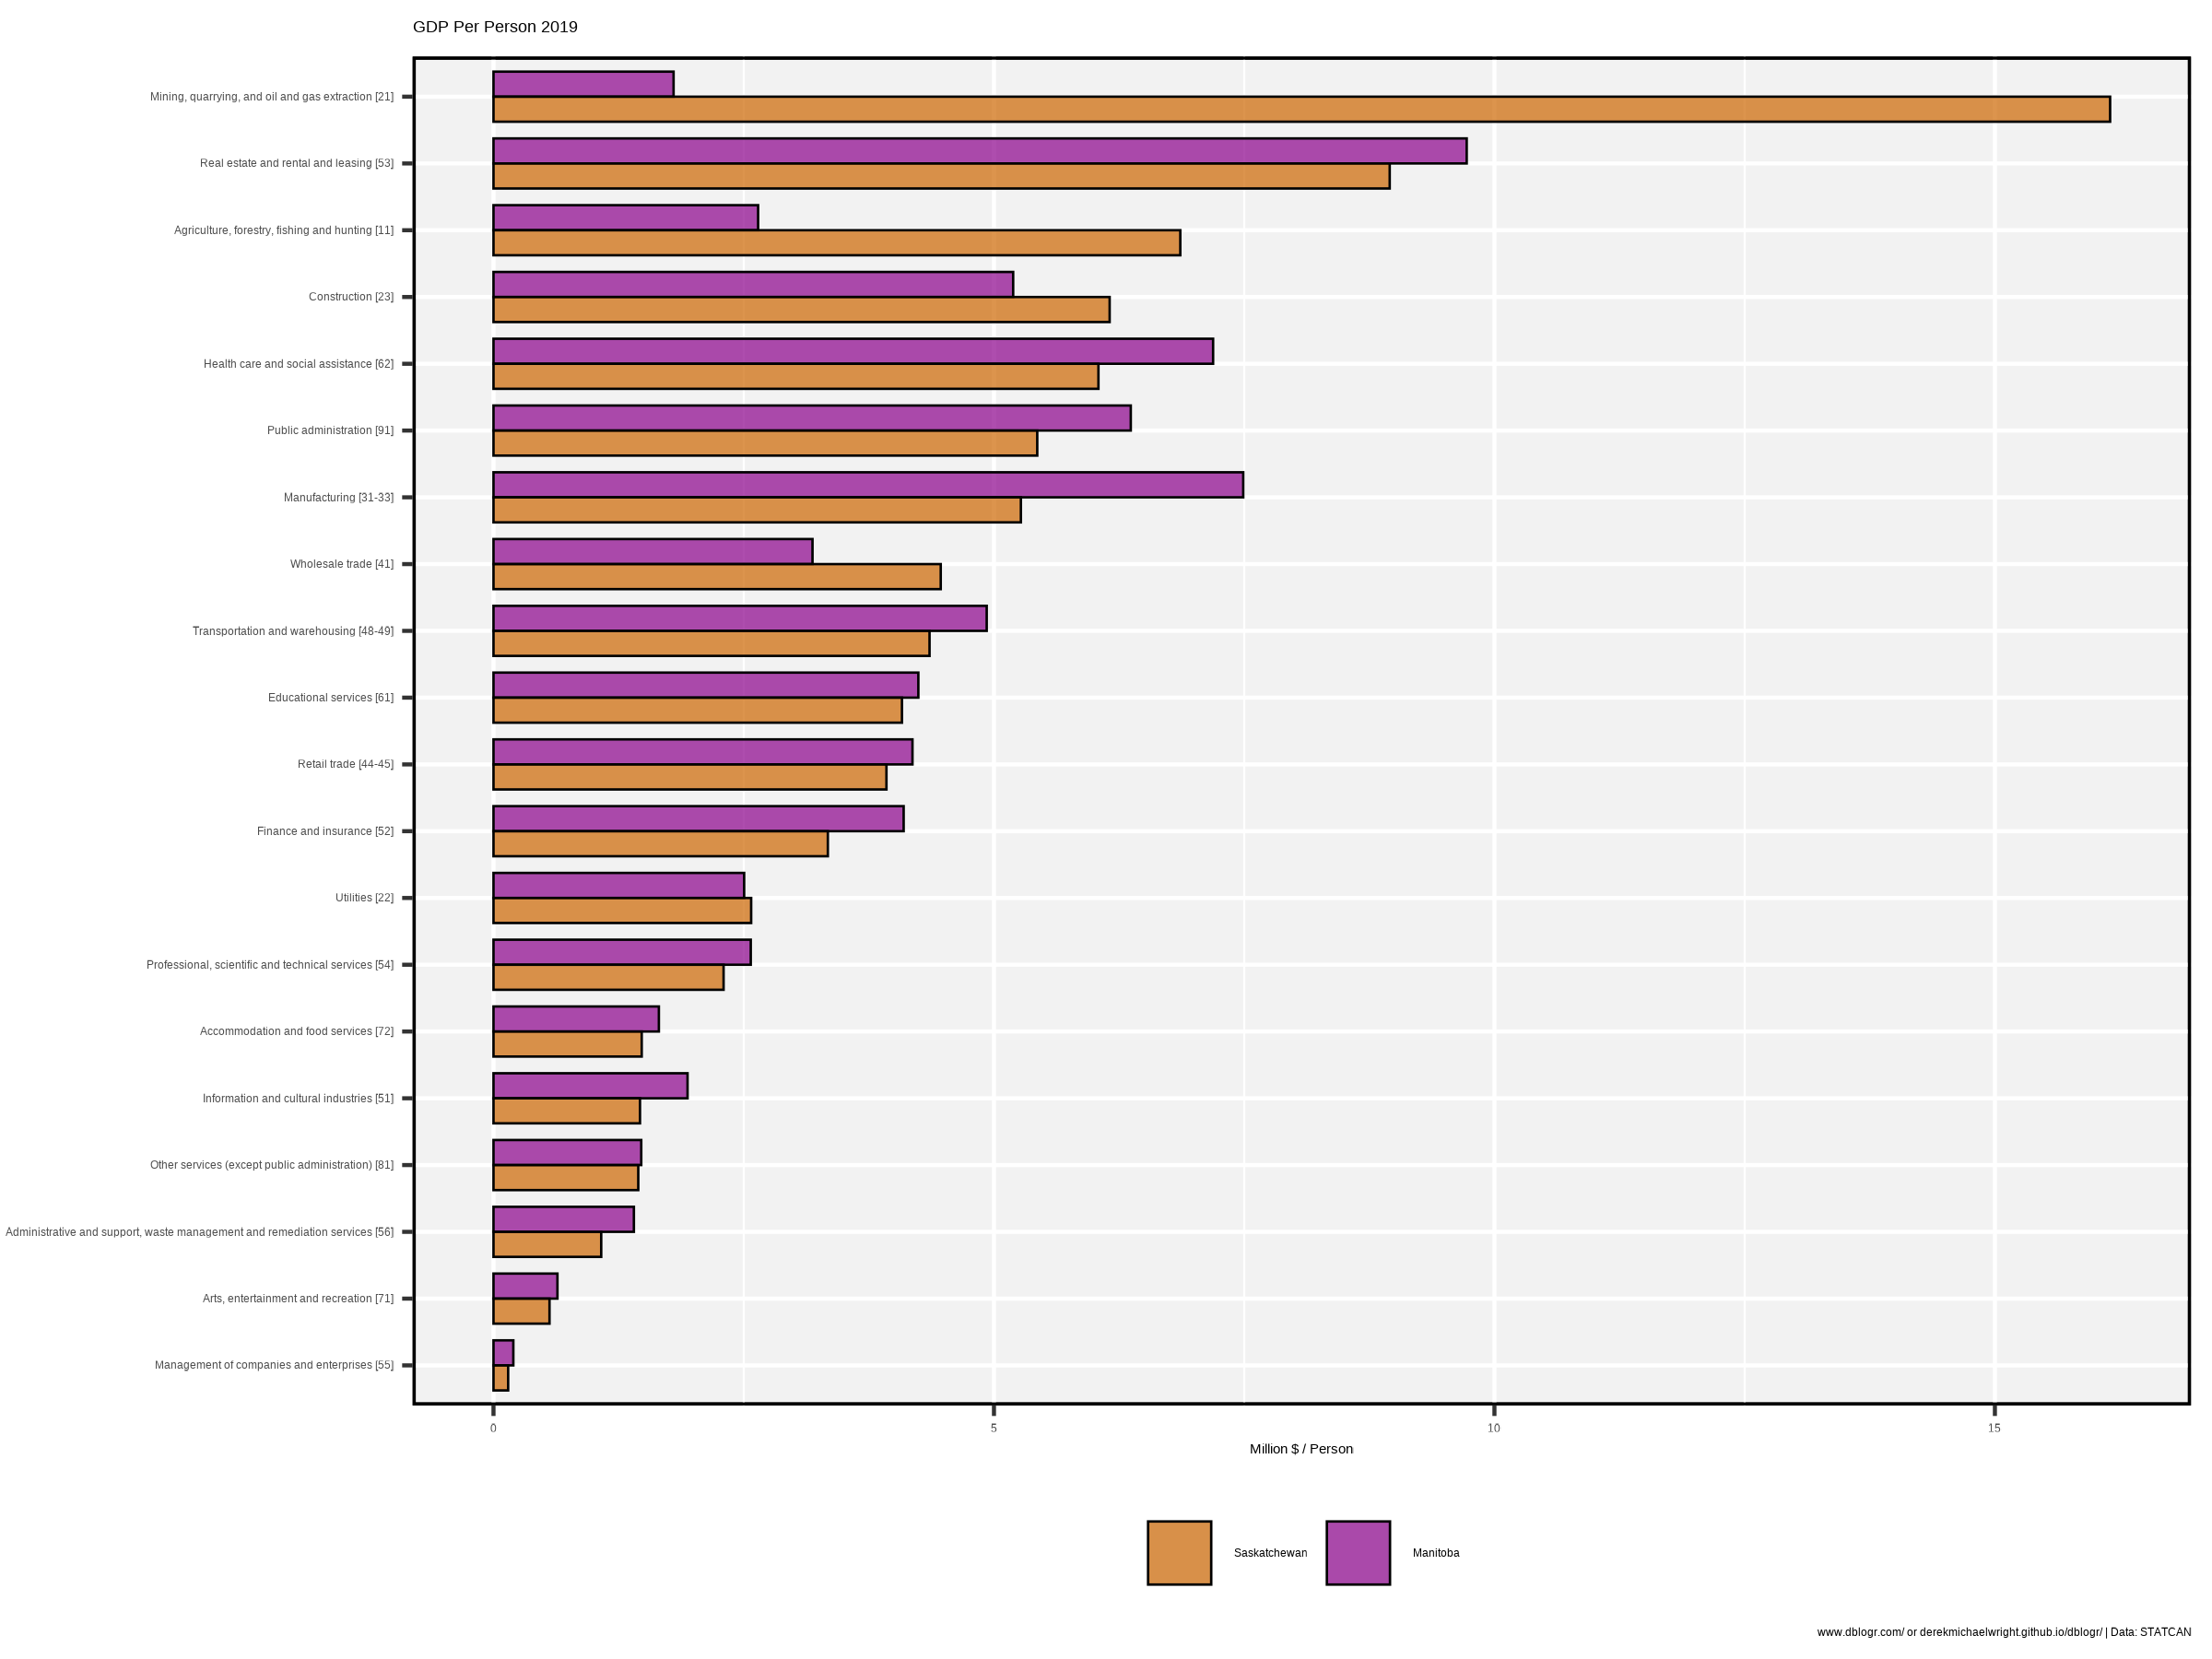 GDP Per Person 2019
Mining, quarrying, and oil and gas extraction [21]
Real estate and rental and leasing [53]
Agriculture, forestry, fishing and hunting [11]
Construction [23]
Health care and social assistance [62]
Public administration [91]
Manufacturing [31-33]
Wholesale trade [41]
Transportation and warehousing [48-49]
Educational services [61]
Retail trade [44-45]
Finance and insurance [52]
Utilities [22]
Professional, scientific and technical services [54]
Accommodation and food services [72]
Information and cultural industries [51]
Other services (except public administration) [81]
Administrative and support, waste management and remediation services [56]
Arts, entertainment and recreation [71]
Management of companies and enterprises [55]
0 5 10 15
Million $ / Person
Saskatchewan Manitoba
www.dblogr.com/ or derekmichaelwright.github.io/dblogr/ | Data: STATCAN